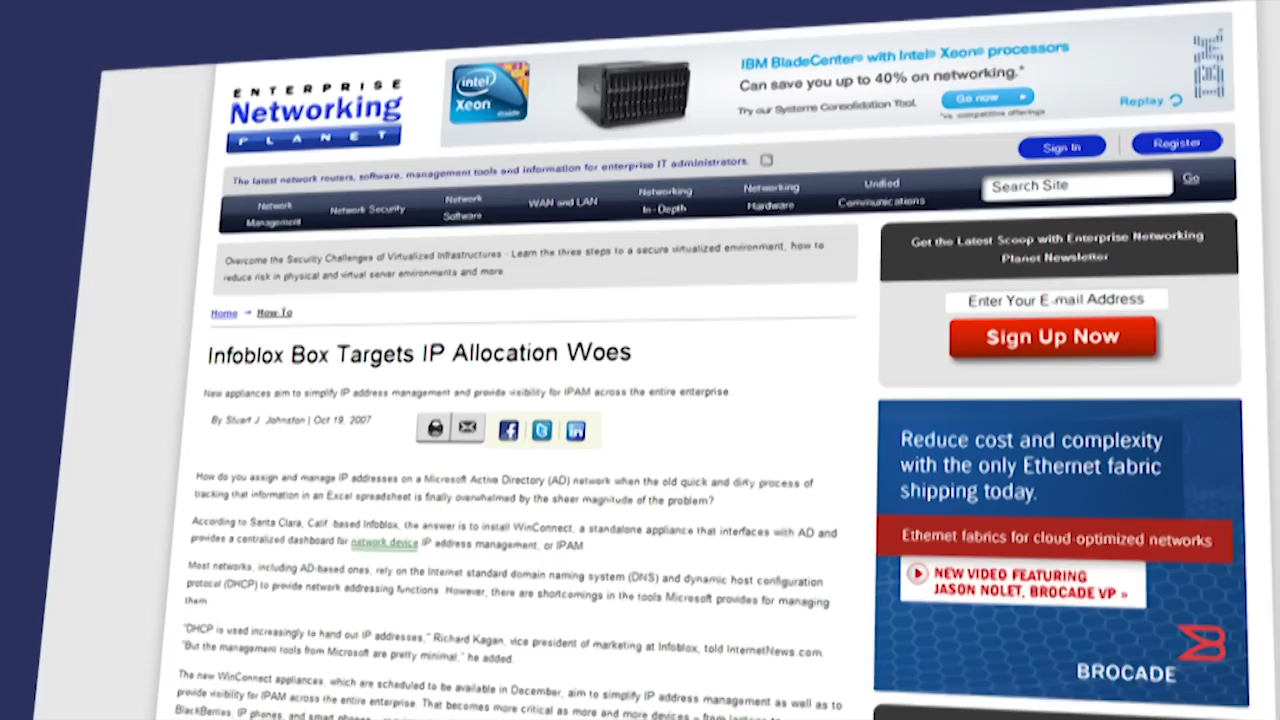 ENTERPRISE
Networking
PLANET
intel
Xeon
inside
IBM BladeCenter® with Intel® Xeon® processors
Can save you up to 40% on networking.*
Try our Systems Consolidation Tool.
Go now
*vs. competitive offerings
Replay
IBM
The latest network routers, software, management tools and information for enterprise IT administrators.
Sign In
Register
Network Management
Network Security
Network Software
WAN and LAN
Networking In-Depth
Networking Hardware
Unified Communications
Search Site
Go
Overcome the Security Challenges of Virtualized Infrastructures - Learn the three steps to a secure virtualized environment, how to
reduce risk in physical and virtual server environments and more.
Home → How To
Infoblox Box Targets IP Allocation Woes
New appliances aim to simplify IP address management and provide visibility for IPAM across the entire enterprise.
By Stuart J. Johnston | Oct 19, 2007
How do you assign and manage IP addresses on a Microsoft Active Directory (AD) network when the old quick and dirty process of
tracking that information in an Excel spreadsheet is finally overwhelmed by the sheer magnitude of the problem?
According to Santa Clara, Calif.-based Infoblox, the answer is to install WinConnect, a standalone appliance that interfaces with AD and
provides a centralized dashboard for network device IP address management, or IPAM
Most networks, including AD-based ones, rely on the Internet standard domain naming system (DNS) and dynamic host configuration
protocol (DHCP) to provide network addressing functions. However, there are shortcomings in the tools Microsoft provides for managing
them.
"DHCP is used increasingly to hand out IP addresses," Richard Kagan, vice president of marketing at Infoblox, told InternetNews.com.
"But the management tools from Microsoft are pretty minimal," he added.
The new WinConnect appliances, which are scheduled to be available in December, aim to simplify IP address management as well as to
provide visibility for IPAM across the entire enterprise. That becomes more critical as more and more devices – from laptops to
BlackBerries, IP phones, and smart phones
Get the Latest Scoop with Enterprise Networking
Planet Newsletter
Enter Your E-mail Address
Sign Up Now
Reduce cost and complexity
with the only Ethernet fabric
shipping today.
Ethernet fabrics for cloud-optimized networks
NEW VIDEO FEATURING
JASON NOLET, BROCADE VP »
BROCADE